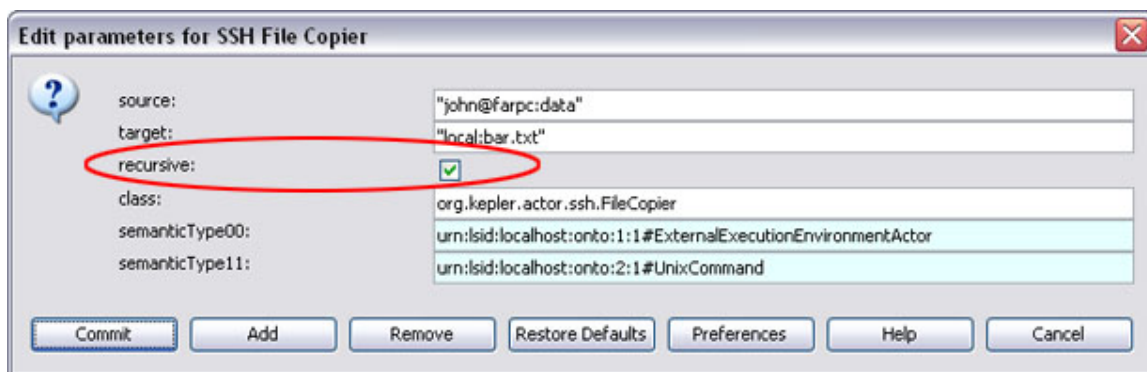 Edit parameters for SSH File Copier
source: "john@farpc:data"
target: "local:bar.txt"
recursive:
class: org.kepler.actor.ssh.FileCopier
semanticType00: urn:lsid:localhost:onto:1:1#ExternalExecutionEnvironmentActor
semanticType11: urn:lsid:localhost:onto:2:1#UnixCommand
Commit Add Remove Restore Defaults Preferences Help Cancel